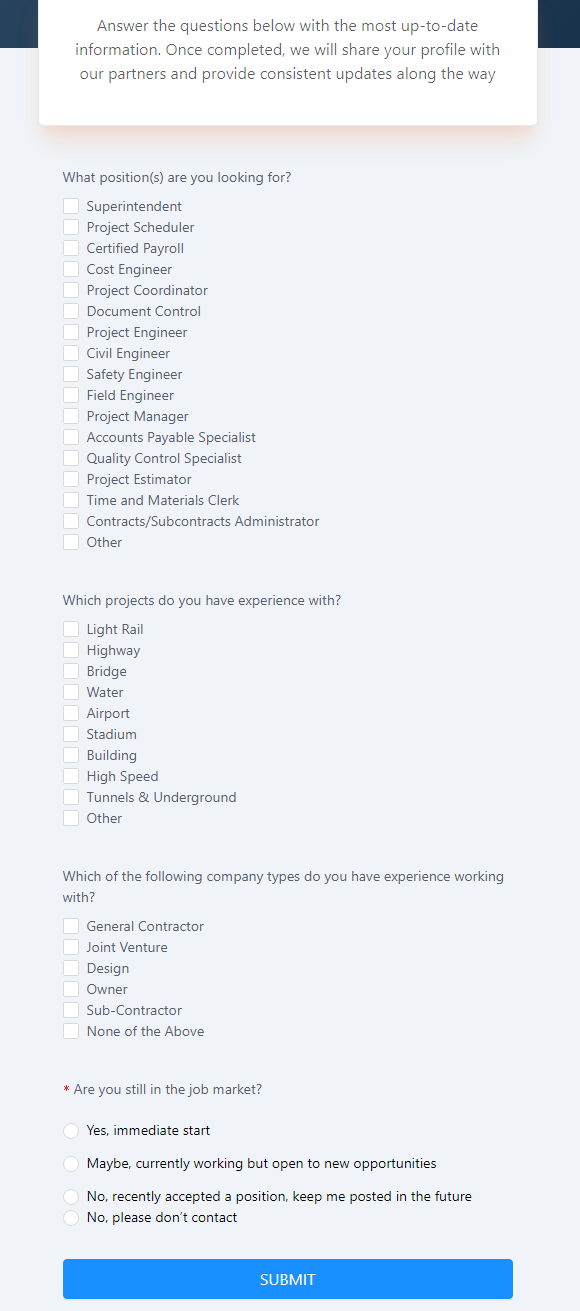 Answer the questions below with the most up-to-date
information. Once completed, we will share your profile with
our partners and provide consistent updates along the way
What position(s) are you looking for?
Superintendent
Project Scheduler
Certified Payroll
Cost Engineer
Project Coordinator
Document Control
Project Engineer
Civil Engineer
Safety Engineer
Field Engineer
Project Manager
Accounts Payable Specialist
Quality Control Specialist
Project Estimator
Time and Materials Clerk
Contracts/Subcontracts Administrator
Other
Which projects do you have experience with?
Light Rail
Highway
Bridge
Water
Airport
Stadium
Building
High Speed
Tunnels & Underground
Other
Which of the following company types do you have experience working
with?
General Contractor
Joint Venture
Design
Owner
Sub-Contractor
None of the Above
* Are you still in the job market?
Yes, immediate start
Maybe, currently working but open to new opportunities
No, recently accepted a position, keep me posted in the future
No, please don’t contact
SUBMIT